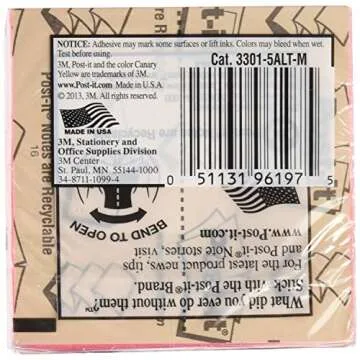 NOTICE: Adhesive may mark some surfaces or lift inks. Colors may bleed when wet.
Test before using.
3M, Post-it and the color Canary
Yellow are trademarks of 3M.
www.Post-it.com Made in U.S.A.
© 2013, 3M. All rights reserved.
Cat. 3301-5ALT-M
MADE IN USA
3M, Stationery and
Office Supplies Division
3M Center
St. Paul, MN 55144-1000
34-8711-1099-4
0 51131 96197 5
Post-it® Notes are Recyclable
16
BEND TO OPEN
What did you ever do without them?™
Stick with the Post-it® Brand.
For the latest product news, tips
and Post-it® Note stories, visit
www.Post-it.com